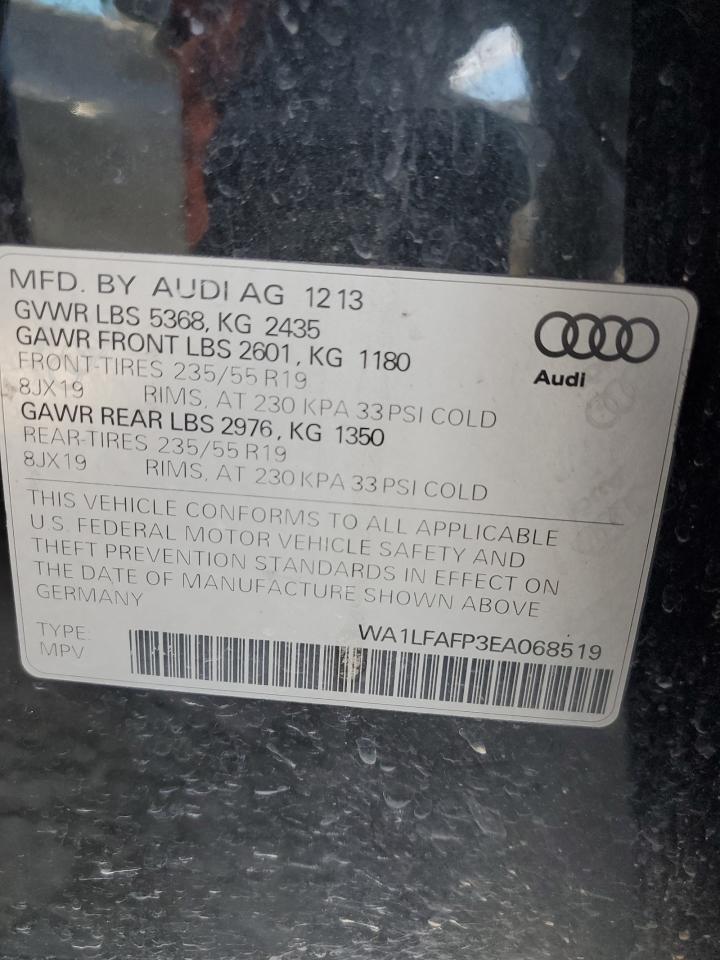 MFD. BY AUDI AG 12 13
GVWR LBS 5368, KG 2435
GAWR FRONT LBS 2601, KG 1180
FRONT-TIRES 235/55 R19
8JX19 RIMS, AT 230 KPA 33 PSI COLD
GAWR REAR LBS 2976, KG 1350
REAR-TIRES 235/55 R19
8JX19 RIMS, AT 230 KPA 33 PSI COLD
Audi
THIS VEHICLE CONFORMS TO ALL APPLICABLE
U.S. FEDERAL MOTOR VEHICLE SAFETY AND
THEFT PREVENTION STANDARDS IN EFFECT ON
THE DATE OF MANUFACTURE SHOWN ABOVE
GERMANY
TYPE:
MPV
WA1LFAFP3EA068519